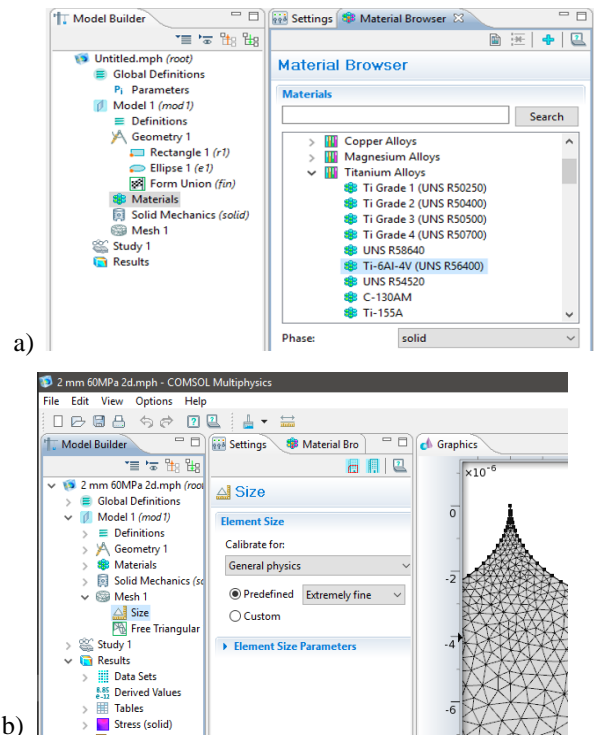 Model Builder
Untitled.mph (root)
Global Definitions
Pi Parameters
Model 1 (mod1)
Definitions
Geometry 1
Rectangle 1 (r1)
Ellipse 1 (e1)
Form Union (fin)
Materials
Solid Mechanics (solid)
Mesh 1
Study 1
Results
Settings Material Browser
Material Browser
Materials
Search
Copper Alloys
Magnesium Alloys
Titanium Alloys
Ti Grade 1 (UNS R50250)
Ti Grade 2 (UNS R50400)
Ti Grade 3 (UNS R50500)
Ti Grade 4 (UNS R50700)
UNS R58640
Ti-6Al-4V (UNS R56400)
UNS R54520
C-130AM
Ti-155A
Phase: solid
a)
2 mm 60MPa 2d.mph - COMSOL Multiphysics
File Edit View Options Help
Model Builder
2 mm 60MPa 2d.mph (roo
Global Definitions
Model 1 (mod1)
Definitions
Geometry 1
Materials
Solid Mechanics (so
Mesh 1
Size
Free Triangular
Study 1
Results
Data Sets
8.85
e-12
Derived Values
Tables
Stress (solid)
Settings Material Bro
Size
Element Size
Calibrate for:
General physics
Predefined Extremely fine
Custom
Element Size Parameters
Graphics
×10⁻⁶
0
-2
-4
-6
b)